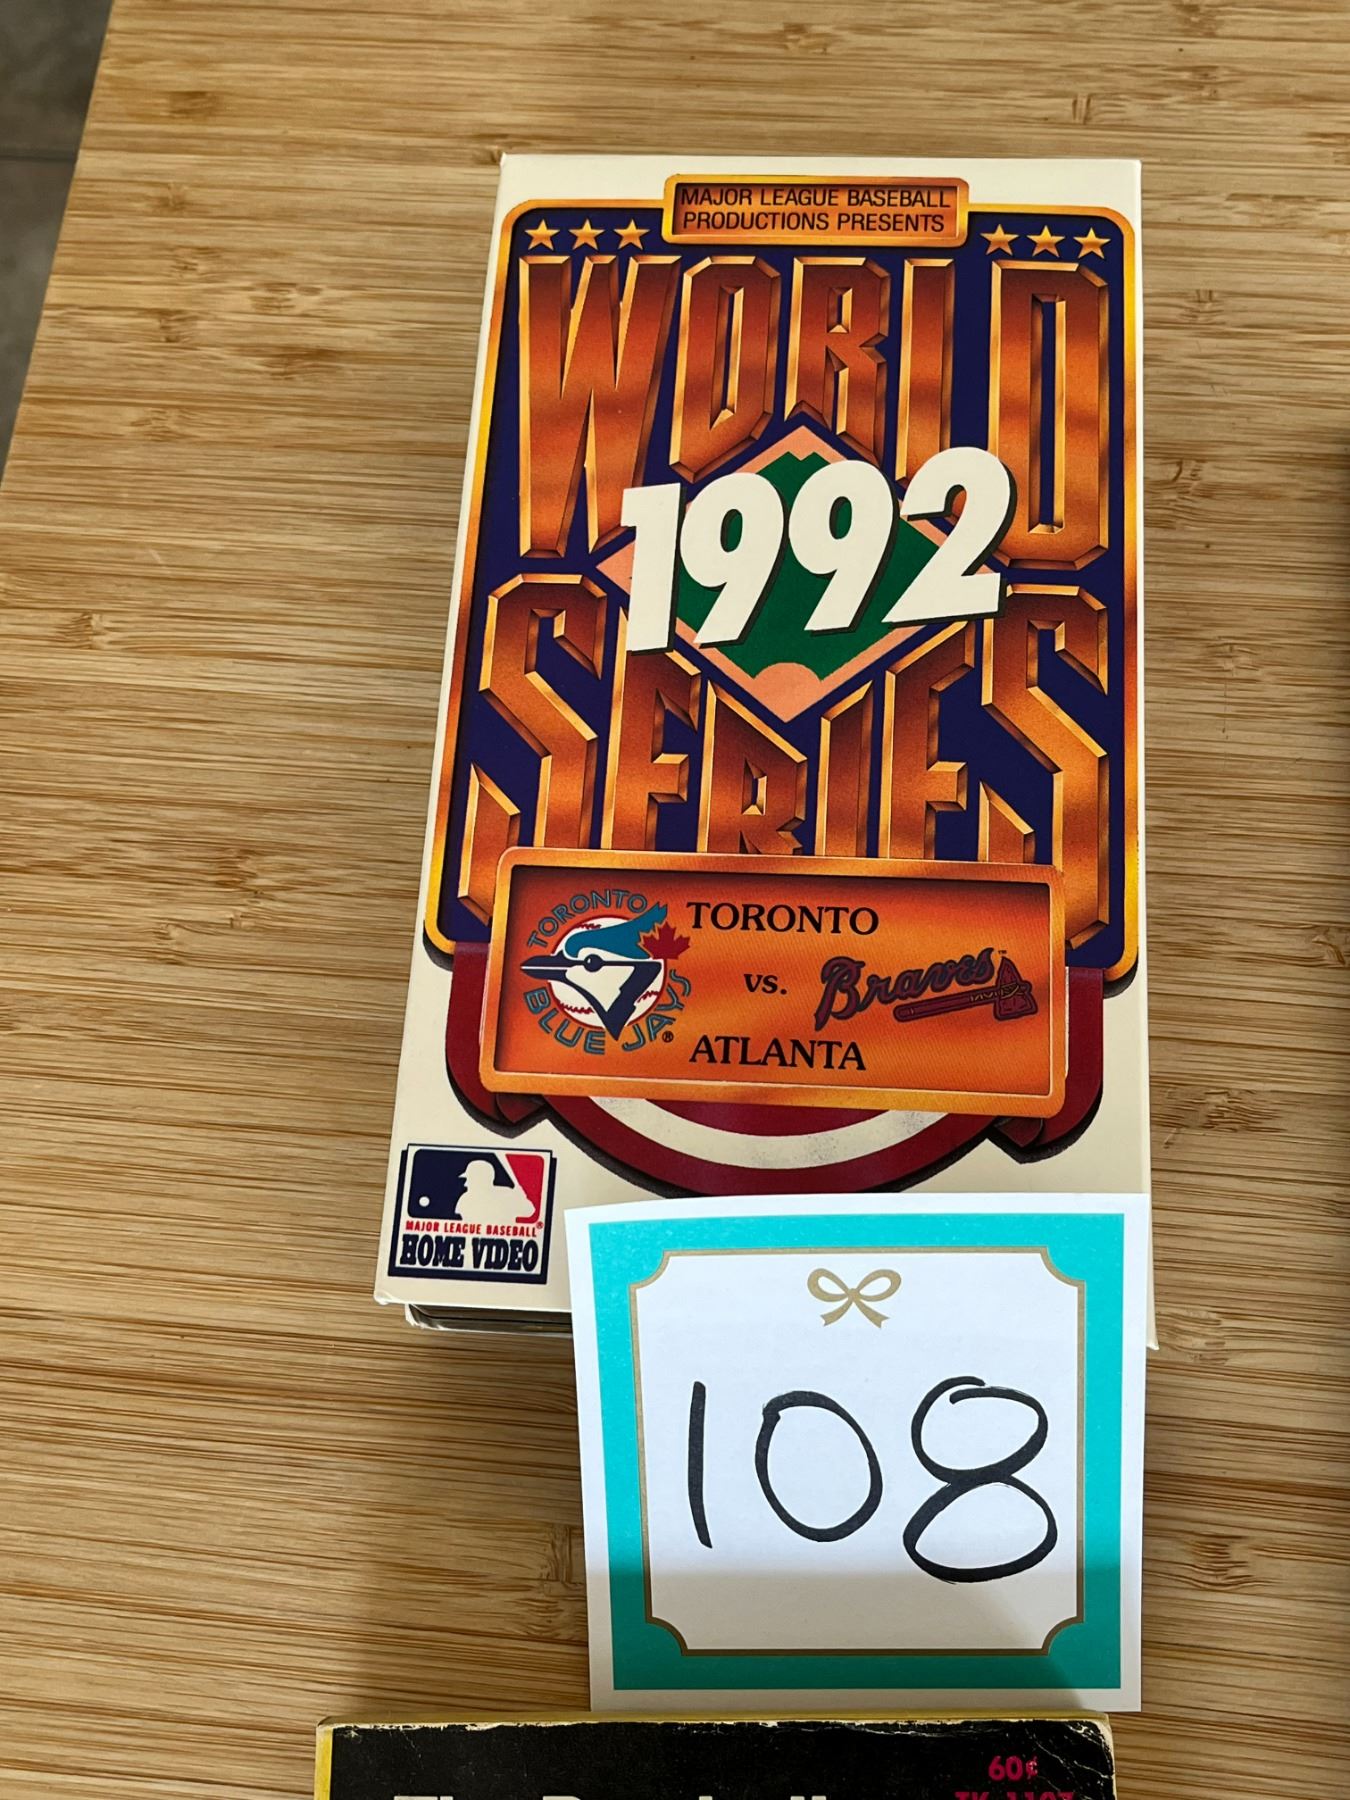 MAJOR LEAGUE BASEBALL
PRODUCTIONS PRESENTS
WORLD
1992
SERIES
TORONTO
BLUE JAYS®
TORONTO
vs.
ATLANTA
Braves™
MAJOR LEAGUE BASEBALL®
HOME VIDEO
108
60¢